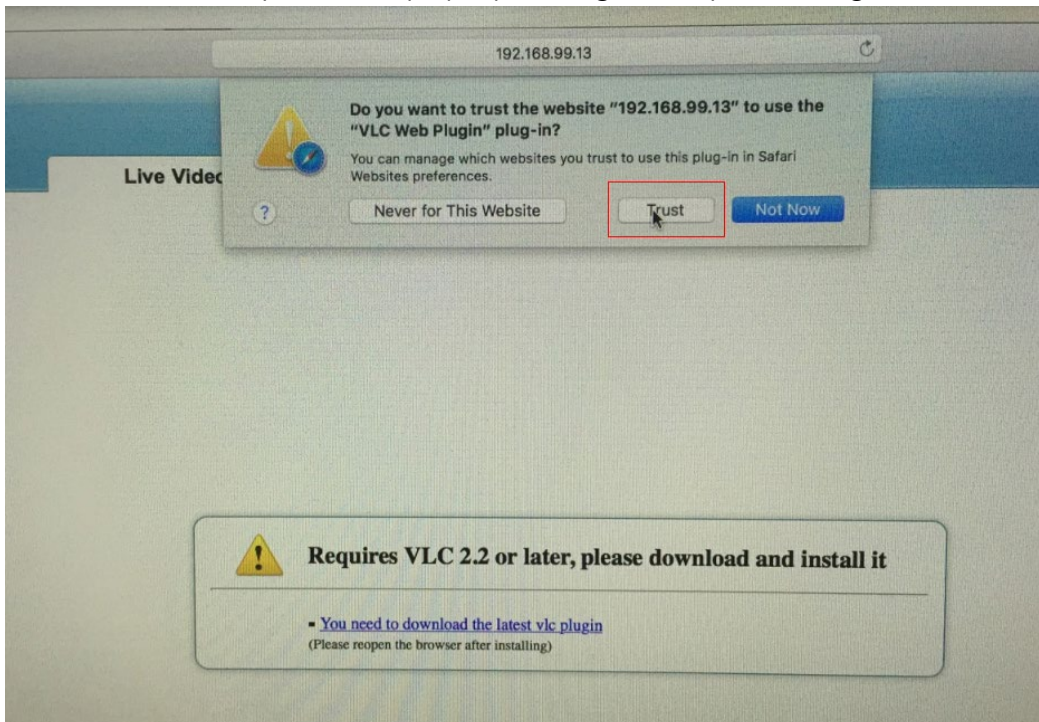 192.168.99.13
Do you want to trust the website "192.168.99.13" to use the
"VLC Web Plugin" plug-in?
You can manage which websites you trust to use this plug-in in Safari
Websites preferences.
?
Never for This Website
Trust
Not Now
Live Videc
Requires VLC 2.2 or later, please download and install it
- You need to download the latest vlc plugin
(Please reopen the browser after installing)